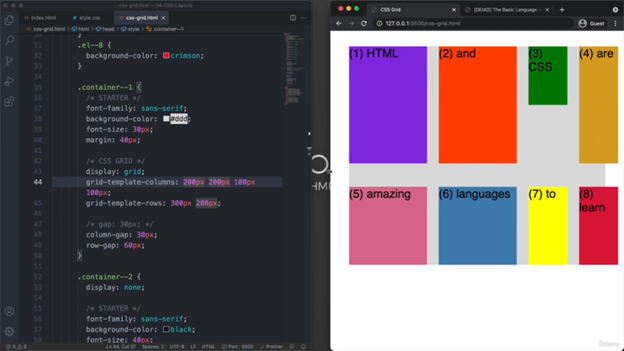 css-grid.html — 04-CSS-Layouts
index.html
style.css
css-grid.html
css-grid.html > html > head > style > .container--1
30
31 .el--8 {
32 background-color: crimson;
33 }
34
35 .container--1 {
36 /* STARTER */
37 font-family: sans-serif;
38 background-color: #ddd;
39 font-size: 30px;
40 margin: 40px;
41
42 /* CSS GRID */
43 display: grid;
44 grid-template-columns: 200px 200px 100px
100px;
45 grid-template-rows: 300px 200px;
46
47 /* gap: 30px; */
48 column-gap: 30px;
49 row-gap: 60px;
50 }
51
52 .container--2 {
53 display: none;
54
55 /* STARTER */
56 font-family: sans-serif;
57 background-color: black;
58 font-size: 40px;
Ln 44, Col 37
Spaces: 2
UTF-8
LF
HTML
Port : 5500
Prettier
CSS Grid
[DEMO] The Basic Language
127.0.0.1:5500/css-grid.html
Guest
(1) HTML
(2) and
(3)
CSS
(4) are
(5) amazing
(6) languages
(7) to
(8)
learn
Udemy